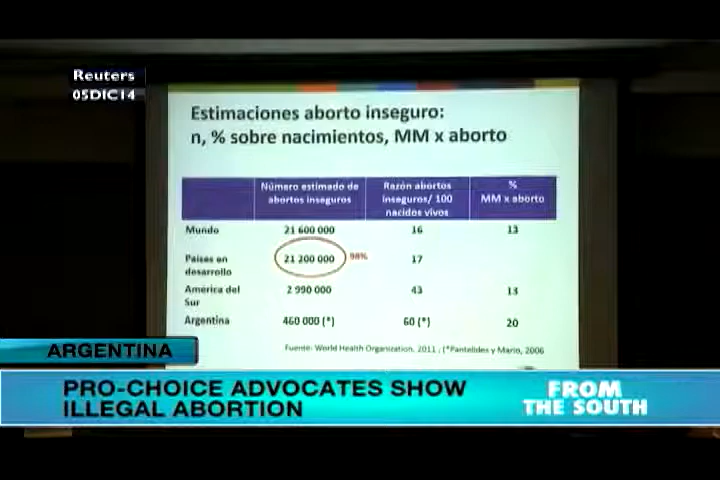 Reuters
05DIC14
Estimaciones aborto inseguro:
n, % sobre nacimientos, MM x aborto
Número estimado de abortos inseguros
Razón abortos inseguros/ 100 nacidos vivos
% MM x aborto
Mundo 21 600 000 16 13
Países en desarrollo 21 200 000 98% 17
América del Sur 2 990 000 43 13
Argentina 460 000 (*) 60 (*) 20
Fuente: World Health Organization, 2011 ; (*Pantelides y Mario, 2006
ARGENTINA
PRO-CHOICE ADVOCATES SHOW
ILLEGAL ABORTION
FROM
THE SOUTH